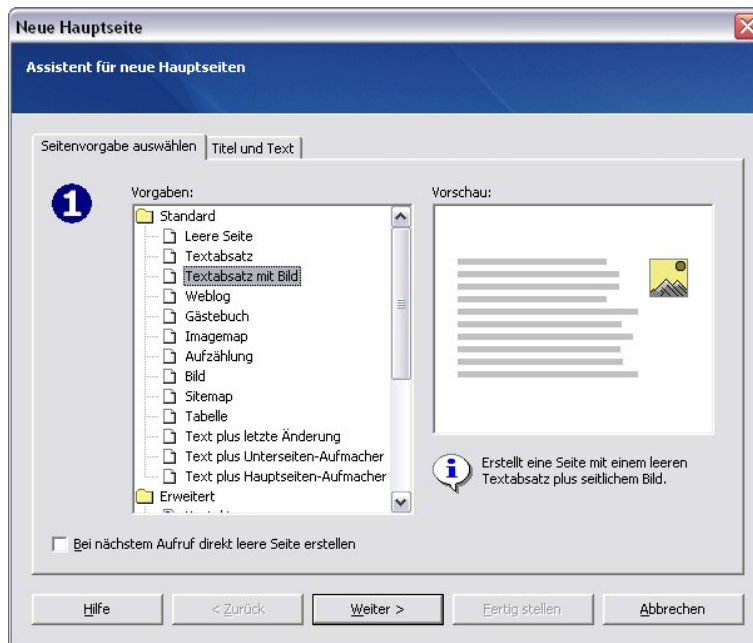 Neue Hauptseite
Assistent für neue Hauptseiten
Seitenvorgabe auswählen
Titel und Text
1
Vorgaben:
Standard
Leere Seite
Textabsatz
Textabsatz mit Bild
Weblog
Gästebuch
Imagemap
Aufzählung
Bild
Sitemap
Tabelle
Text plus letzte Änderung
Text plus Unterseiten-Aufmacher
Text plus Hauptseiten-Aufmacher
Erweitert
Vorschau:
Erstellt eine Seite mit einem leeren
Textabsatz plus seitlichem Bild.
Bei nächstem Aufruf direkt leere Seite erstellen
Hilfe
< Zurück
Weiter >
Fertig stellen
Abbrechen